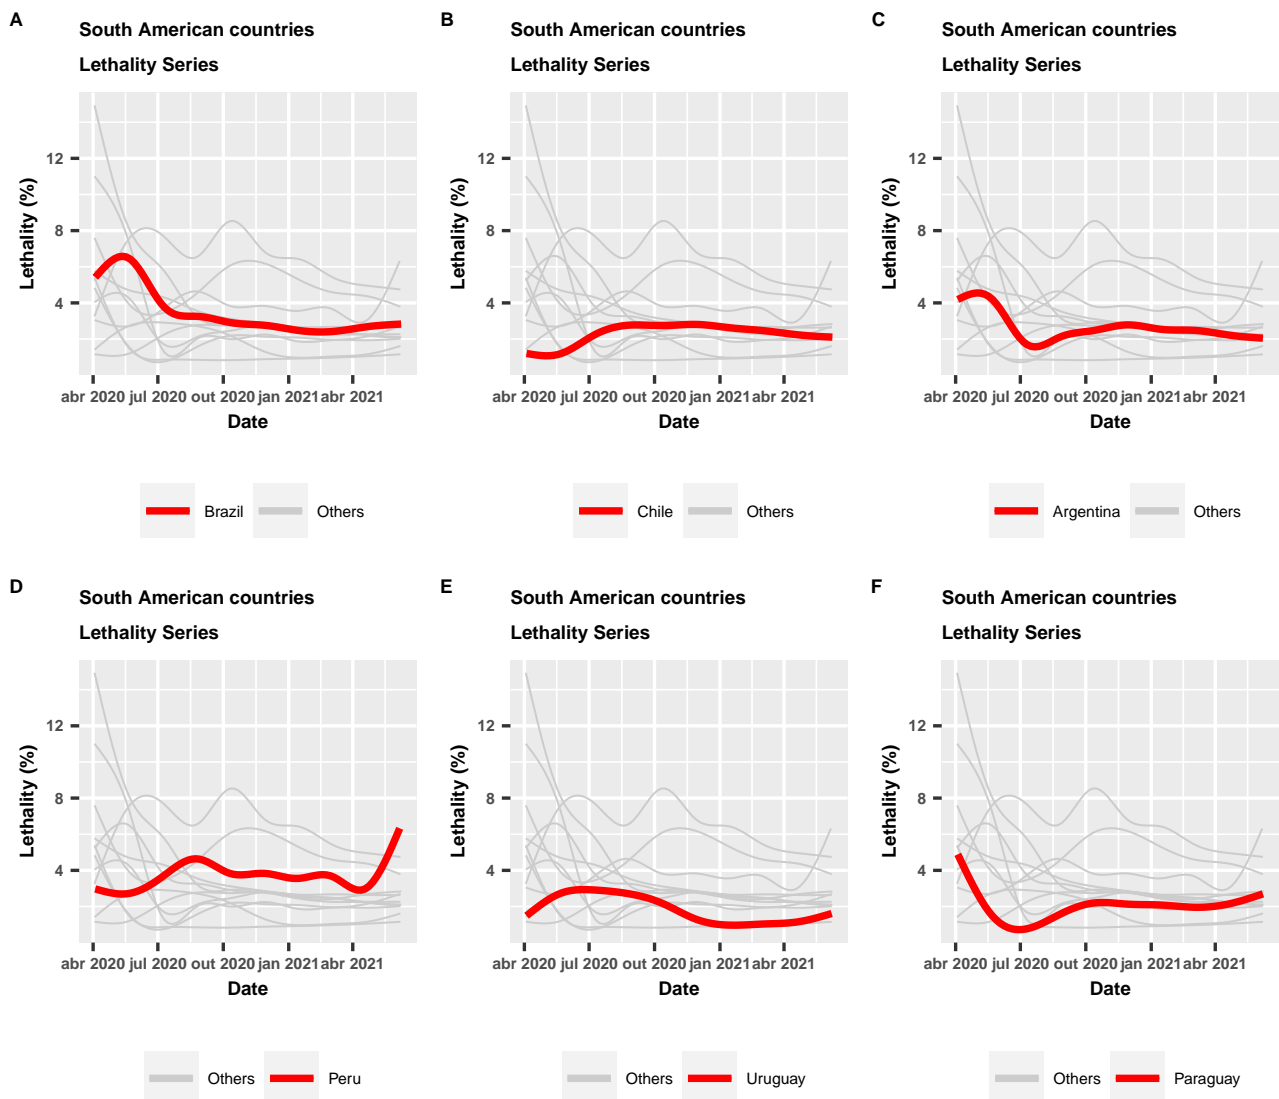 A
South American countries
Lethality Series
12
8
4
Lethality (%)
abr 2020 jul 2020 out 2020 jan 2021 abr 2021
Date
Brazil Others
B
South American countries
Lethality Series
12
8
4
Lethality (%)
abr 2020 jul 2020 out 2020 jan 2021 abr 2021
Date
Chile Others
C
South American countries
Lethality Series
12
8
4
Lethality (%)
abr 2020 jul 2020 out 2020 jan 2021 abr 2021
Date
Argentina Others
D
South American countries
Lethality Series
12
8
4
Lethality (%)
abr 2020 jul 2020 out 2020 jan 2021 abr 2021
Date
Others Peru
E
South American countries
Lethality Series
12
8
4
Lethality (%)
abr 2020 jul 2020 out 2020 jan 2021 abr 2021
Date
Others Uruguay
F
South American countries
Lethality Series
12
8
4
Lethality (%)
abr 2020 jul 2020 out 2020 jan 2021 abr 2021
Date
Others Paraguay